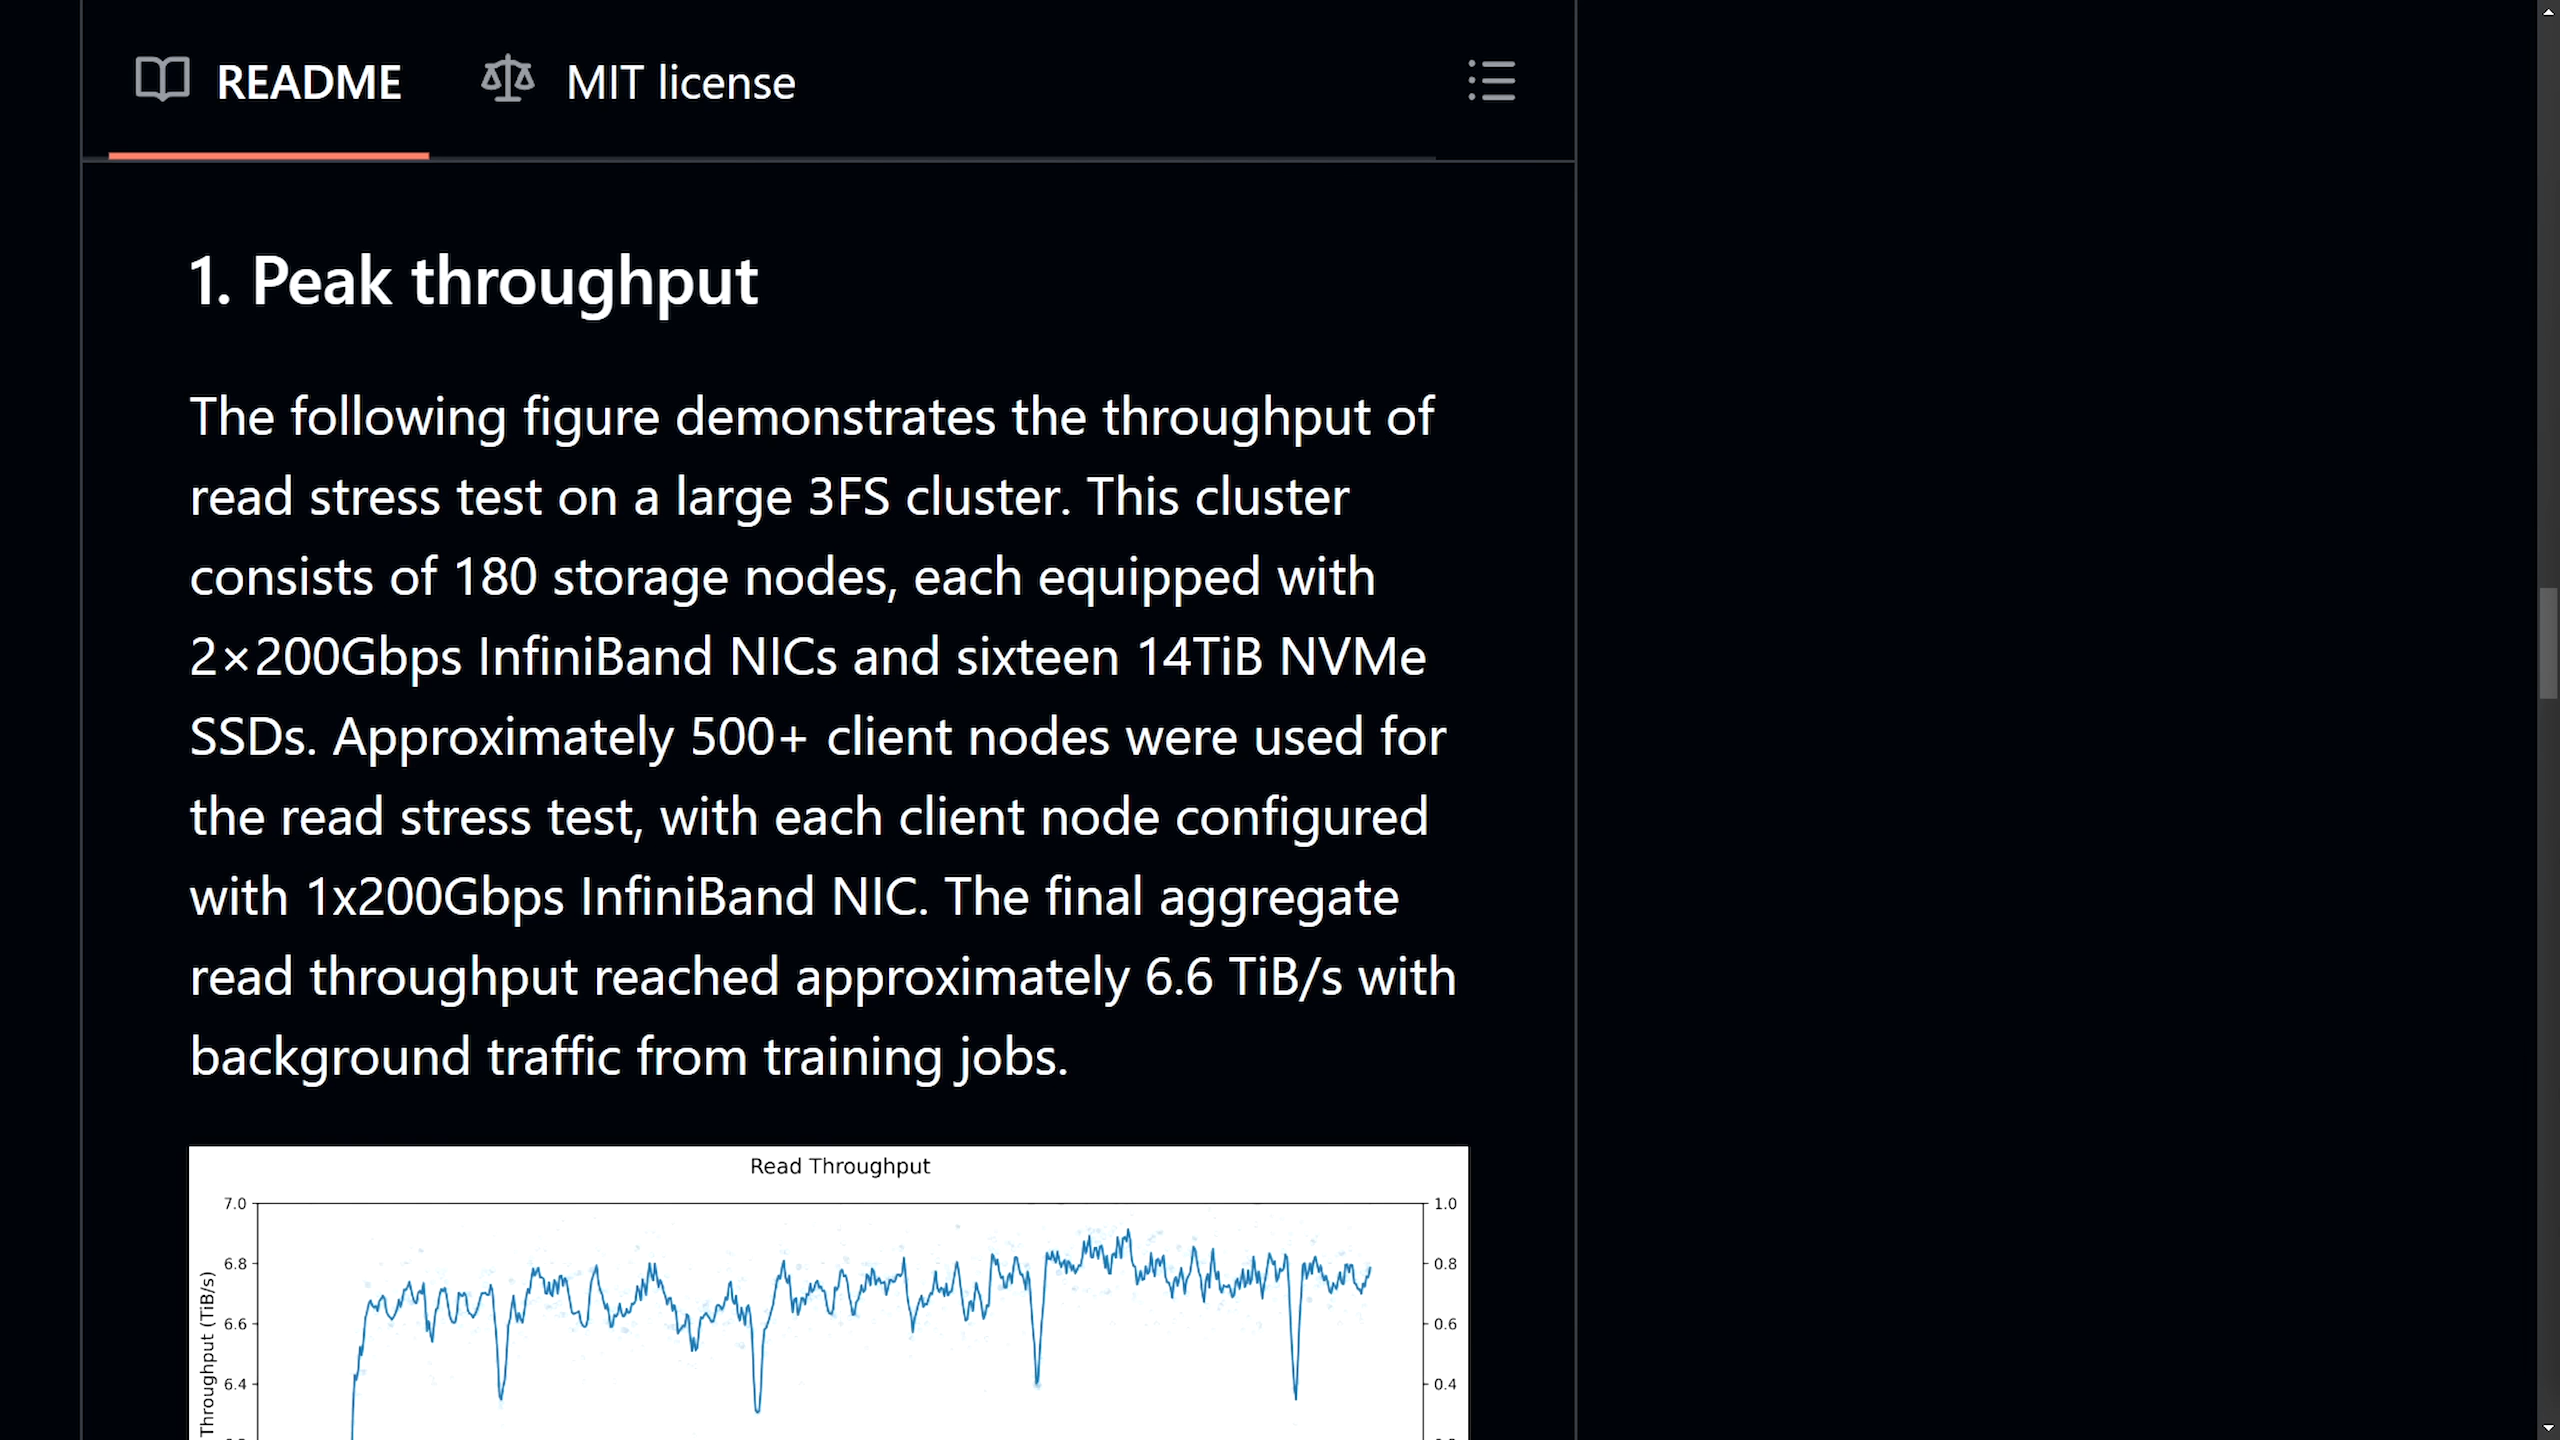 README
MIT license
1. Peak throughput
The following figure demonstrates the throughput of
read stress test on a large 3FS cluster. This cluster
consists of 180 storage nodes, each equipped with
2×200Gbps InfiniBand NICs and sixteen 14TiB NVMe
SSDs. Approximately 500+ client nodes were used for
the read stress test, with each client node configured
with 1x200Gbps InfiniBand NIC. The final aggregate
read throughput reached approximately 6.6 TiB/s with
background traffic from training jobs.
Read Throughput
7.0
6.8
6.6
6.4
Throughput (TiB/s)
1.0
0.8
0.6
0.4